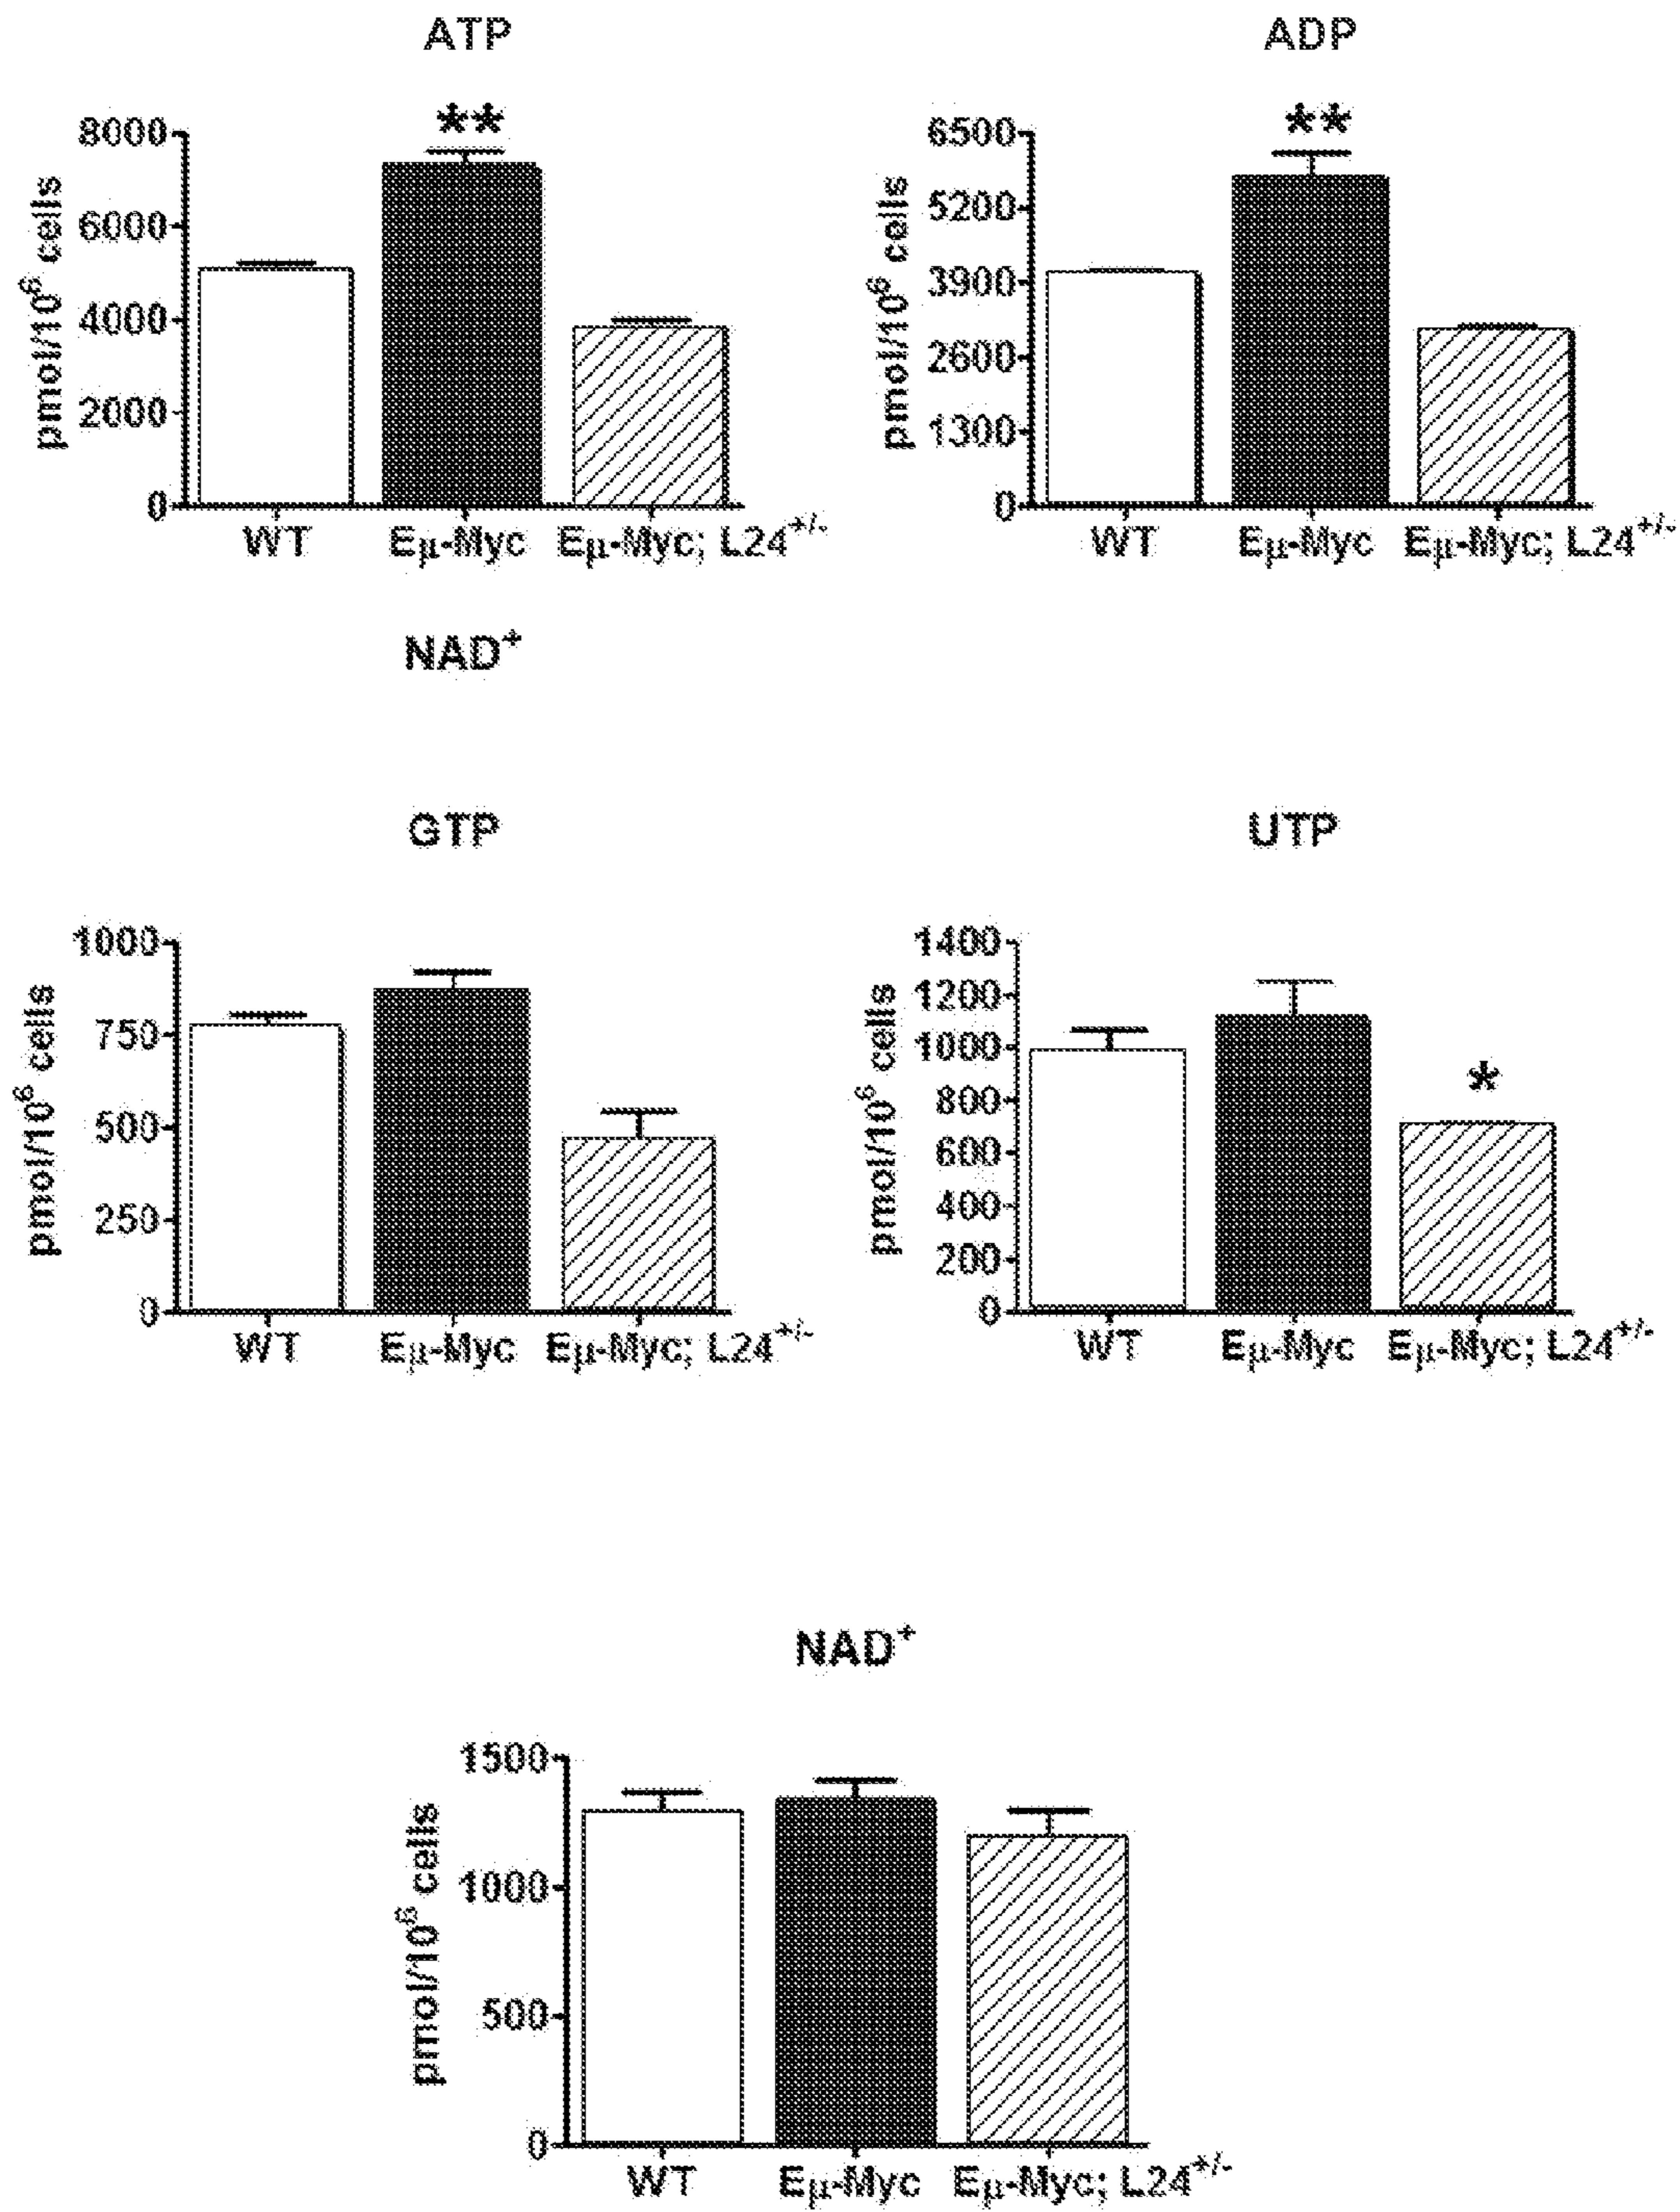 ATP
**
8000
6000
4000
2000
0
pmol/10⁶ cells
WT Eμ-Myc Eμ-Myc; L24⁺/⁻
ADP
**
6500
5200
3900
2600
1300
0
pmol/10⁶ cells
WT Eμ-Myc Eμ-Myc; L24⁺/⁻
NAD⁺
GTP
1000
750
500
250
0
pmol/10⁶ cells
WT Eμ-Myc Eμ-Myc; L24⁺/⁻
UTP
*
1400
1200
1000
800
600
400
200
0
pmol/10⁶ cells
WT Eμ-Myc Eμ-Myc; L24⁺/⁻
NAD⁺
1500
1000
500
0
pmol/10⁶ cells
WT Eμ-Myc Eμ-Myc; L24⁺/⁻